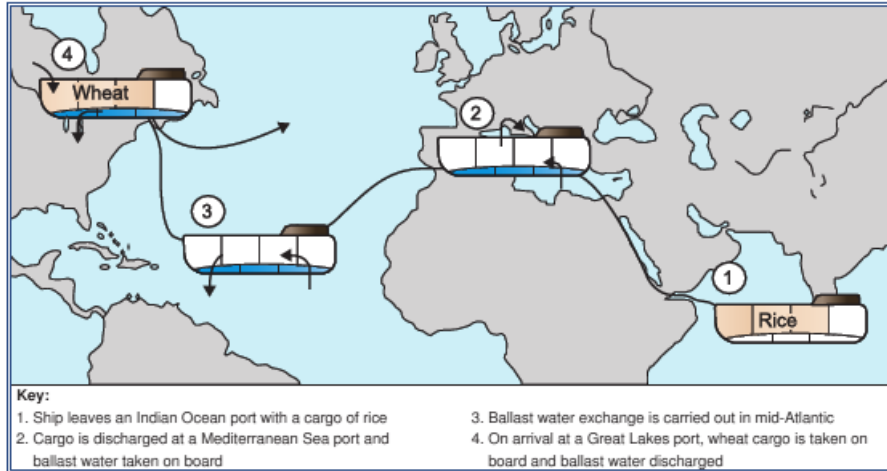 4
Wheat
2
3
1
Rice
Key:
1. Ship leaves an Indian Ocean port with a cargo of rice
2. Cargo is discharged at a Mediterranean Sea port and
ballast water taken on board
3. Ballast water exchange is carried out in mid-Atlantic
4. On arrival at a Great Lakes port, wheat cargo is taken on
board and ballast water discharged